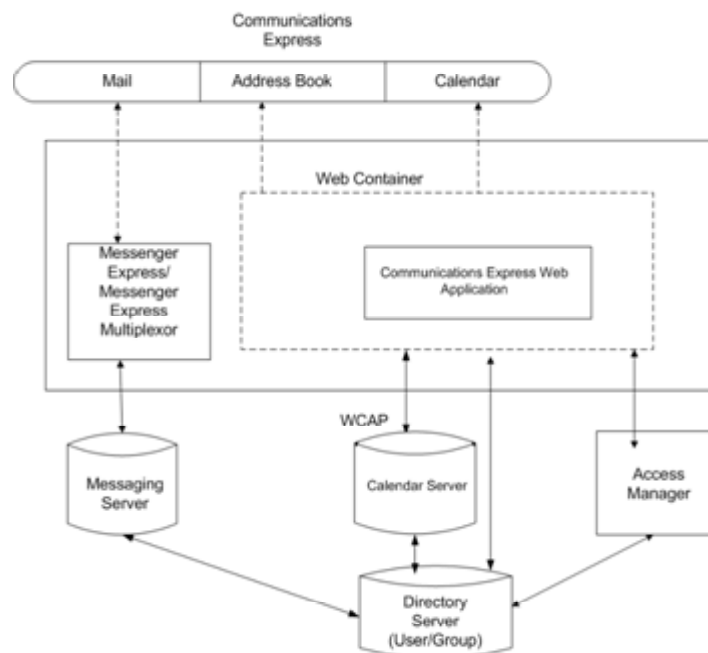 Communications
Express
Mail
Address Book
Calendar
Web Container
Messenger
Express/
Messenger
Express
Multiplexor
Communications Express Web
Application
WCAP
Messaging
Server
Calendar Server
Access
Manager
Directory
Server
(User/Group)